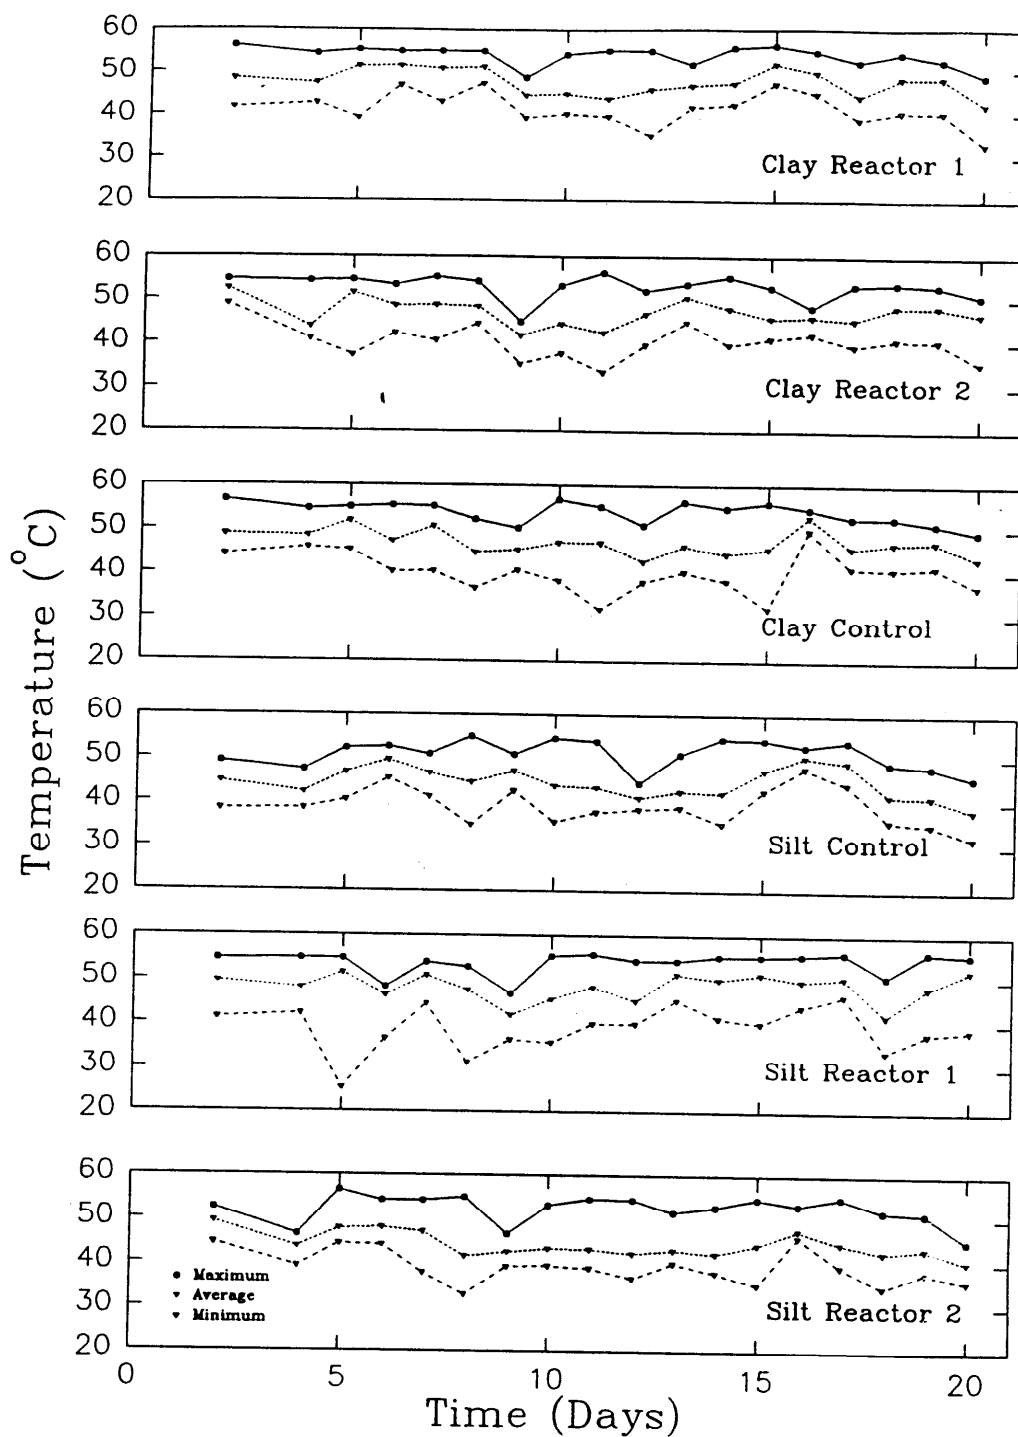 60
50
40
30
20
Clay Reactor 1
60
50
40
30
20
Clay Reactor 2
60
50
40
30
20
Clay Control
60
50
40
30
20
Silt Control
60
50
40
30
20
Silt Reactor 1
60
50
40
30
20
Maximum
Average
Minimum
Silt Reactor 2
0 5 10 15 20
Temperature (°C)
Time (Days)